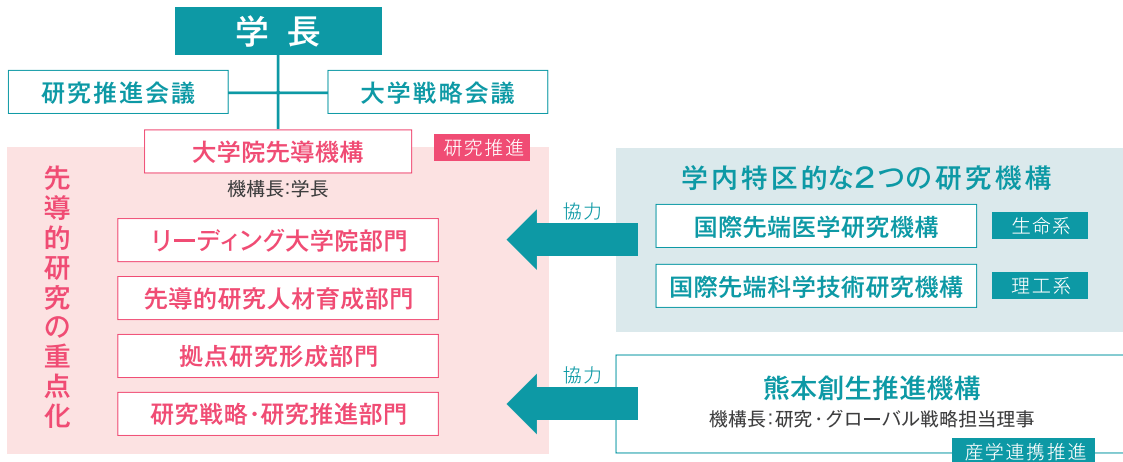 学 長
研究推進会議
大学戦略会議
大学院先導機構
研究推進
機構長:学長
先導的研究の重点化
リーディング大学院部門
先導的研究人材育成部門
拠点研究形成部門
研究戦略・研究推進部門
協力
学内特区的な2つの研究機構
国際先端医学研究機構
生命系
国際先端科学技術研究機構
理工系
協力
熊本創生推進機構
機構長:研究・グローバル戦略担当理事
産学連携推進